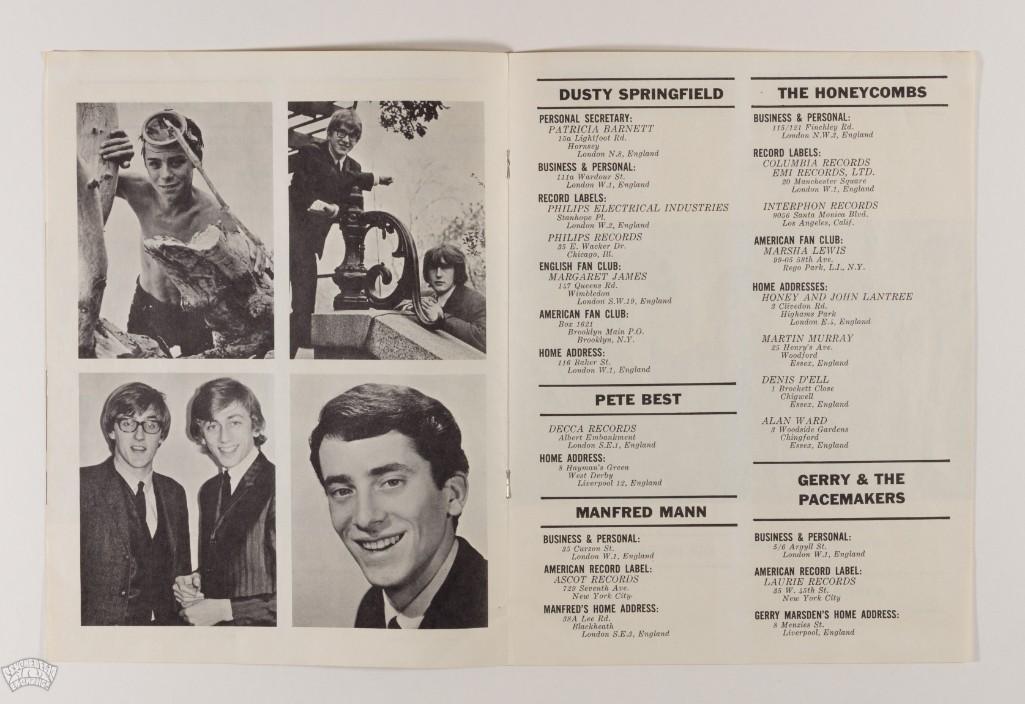 DUSTY SPRINGFIELD
PERSONAL SECRETARY:
PATRICIA BARNETT
15a Lightfoot Rd.
Hornsey
London N.8, England
BUSINESS & PERSONAL:
111a Wardour St.
London W.1, England
RECORD LABELS:
PHILIPS ELECTRICAL INDUSTRIES
Stanhope Pl.
London W.2, England
PHILIPS RECORDS
35 E. Wacker Dr.
Chicago, Ill.
ENGLISH FAN CLUB:
MARGARET JAMES
147 Queens Rd.
Wimbledon
London S.W.19, England
AMERICAN FAN CLUB:
Box 1621
Brooklyn Main P.O.
Brooklyn, N.Y.
HOME ADDRESS:
116 Baker St.
London W.1, England
PETE BEST
DECCA RECORDS
Albert Embankment
London S.E.1, England
HOME ADDRESS:
8 Hayman's Green
West Derby
Liverpool 12, England
MANFRED MANN
BUSINESS & PERSONAL:
35 Curzon St.
London W.1, England
AMERICAN RECORD LABEL:
ASCOT RECORDS
729 Seventh Ave.
New York City
MANFRED'S HOME ADDRESS:
38A Lee Rd.
Blackheath
London S.E.3, England
THE HONEYCOMBS
BUSINESS & PERSONAL:
115/121 Finchley Rd.
London N.W.3, England
RECORD LABELS:
COLUMBIA RECORDS
EMI RECORDS, LTD.
20 Manchester Square
London W.1, England
INTERPHON RECORDS
9056 Santa Monica Blvd.
Los Angeles, Calif.
AMERICAN FAN CLUB:
MARSHA LEWIS
99-05 58th Ave.
Rego Park, L.I., N.Y.
HOME ADDRESSES:
HONEY AND JOHN LANTREE
3 Clivedon Rd.
Highams Park
London E.4, England
MARTIN MURRAY
25 Henry's Ave.
Woodford
Essex, England
DENIS D'ELL
1 Brockett Close
Chigwell
Essex, England
ALAN WARD
3 Woodside Gardens
Chingford
Essex, England
GERRY & THE
PACEMAKERS
BUSINESS & PERSONAL:
5/6 Argyll St.
London W.1, England
AMERICAN RECORD LABEL:
LAURIE RECORDS
35 W. 45th St.
New York City
GERRY MARSDEN'S HOME ADDRESS:
8 Menzies St.
Liverpool, England